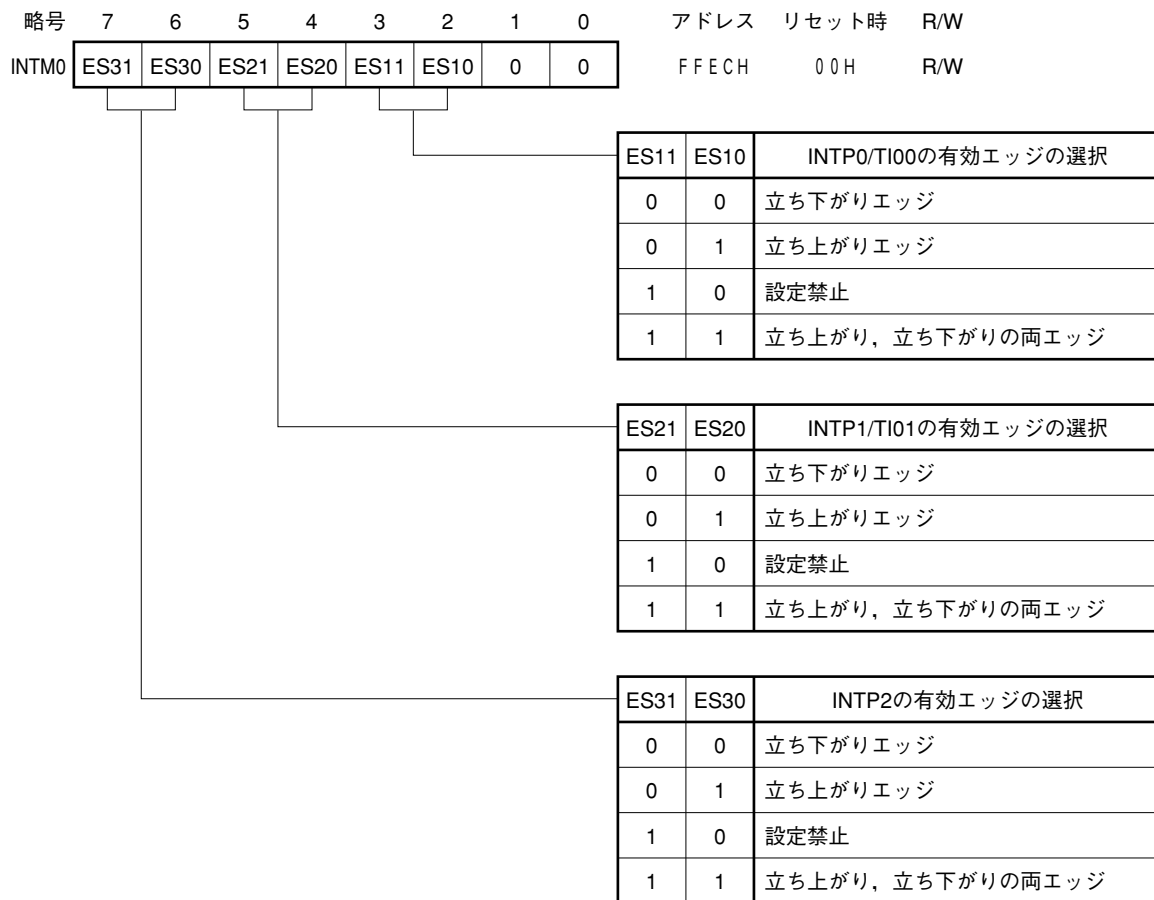 略号 7 6 5 4 3 2 1 0 アドレス リセット時 R/W
INTM0 ES31 ES30 ES21 ES20 ES11 ES10 0 0 FFECH 00H R/W
ES11 ES10 INTP0/TI00の有効エッジの選択
0 0 立ち下がりエッジ
0 1 立ち上がりエッジ
1 0 設定禁止
1 1 立ち上がり，立ち下がりの両エッジ
ES21 ES20 INTP1/TI01の有効エッジの選択
0 0 立ち下がりエッジ
0 1 立ち上がりエッジ
1 0 設定禁止
1 1 立ち上がり，立ち下がりの両エッジ
ES31 ES30 INTP2の有効エッジの選択
0 0 立ち下がりエッジ
0 1 立ち上がりエッジ
1 0 設定禁止
1 1 立ち上がり，立ち下がりの両エッジ